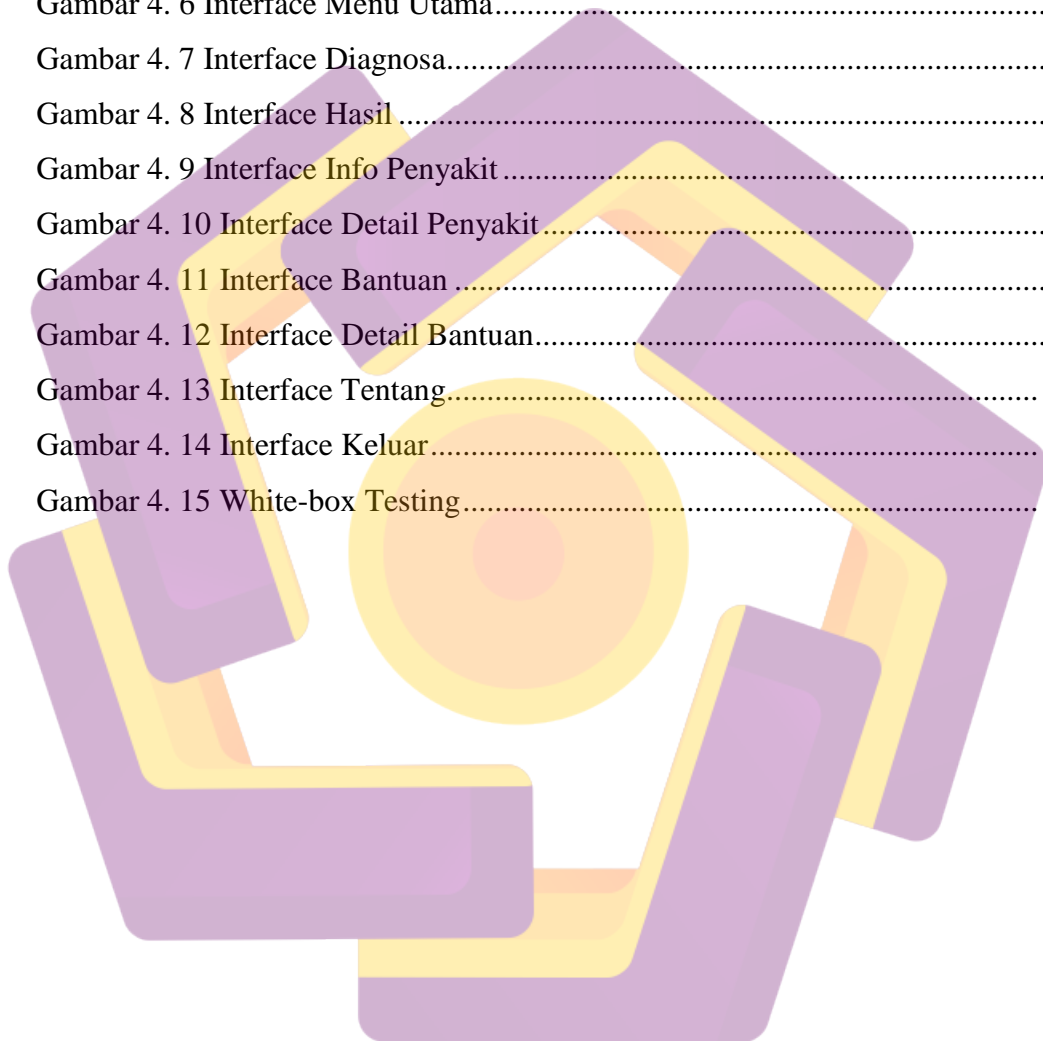 Gambar 4. 6 Interface Menu Utama....................................................................
Gambar 4. 7 Interface Diagnosa..........................................................................
Gambar 4. 8 Interface Hasil................................................................................
Gambar 4. 9 Interface Info Penyakit...................................................................
Gambar 4. 10 Interface Detail Penyakit..............................................................
Gambar 4. 11 Interface Bantuan .........................................................................
Gambar 4. 12 Interface Detail Bantuan...............................................................
Gambar 4. 13 Interface Tentang..........................................................................
Gambar 4. 14 Interface Keluar............................................................................
Gambar 4. 15 White-box Testing........................................................................